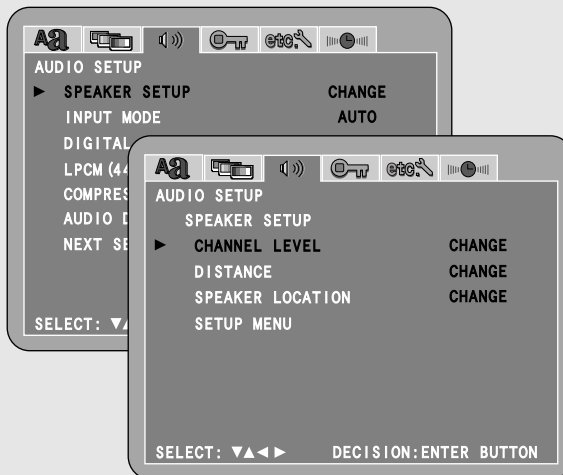 Aa etc.
AUDIO SETUP
► SPEAKER SETUP CHANGE
INPUT MODE AUTO
DIGITAL
LPCM (44
COMPRES
AUDIO D
NEXT SE
SELECT: ▼▲
Aa etc.
AUDIO SETUP
SPEAKER SETUP
► CHANNEL LEVEL CHANGE
DISTANCE CHANGE
SPEAKER LOCATION CHANGE
SETUP MENU
SELECT: ▼▲◄ ► DECISION:ENTER BUTTON